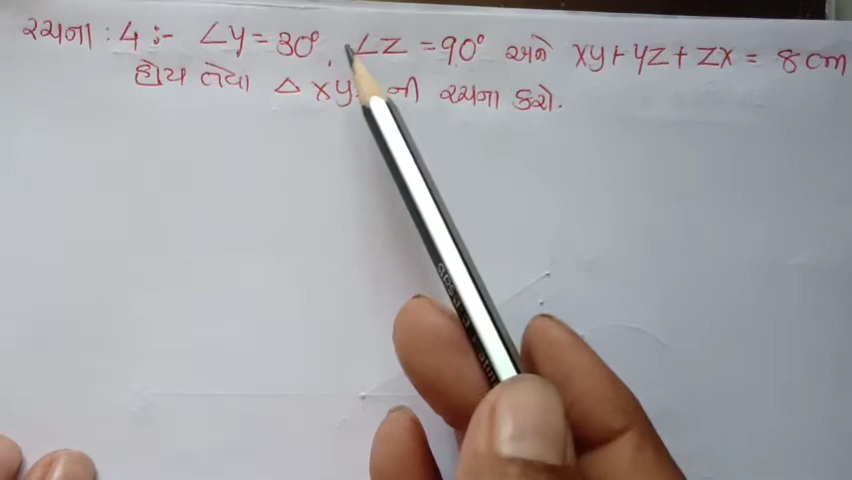 રચના : 4 :- ∠y = 30°, ∠Z = 90° અને xy + yZ + Zx = 8 cm
હોય તેવા △ xy ની રચના કરો.